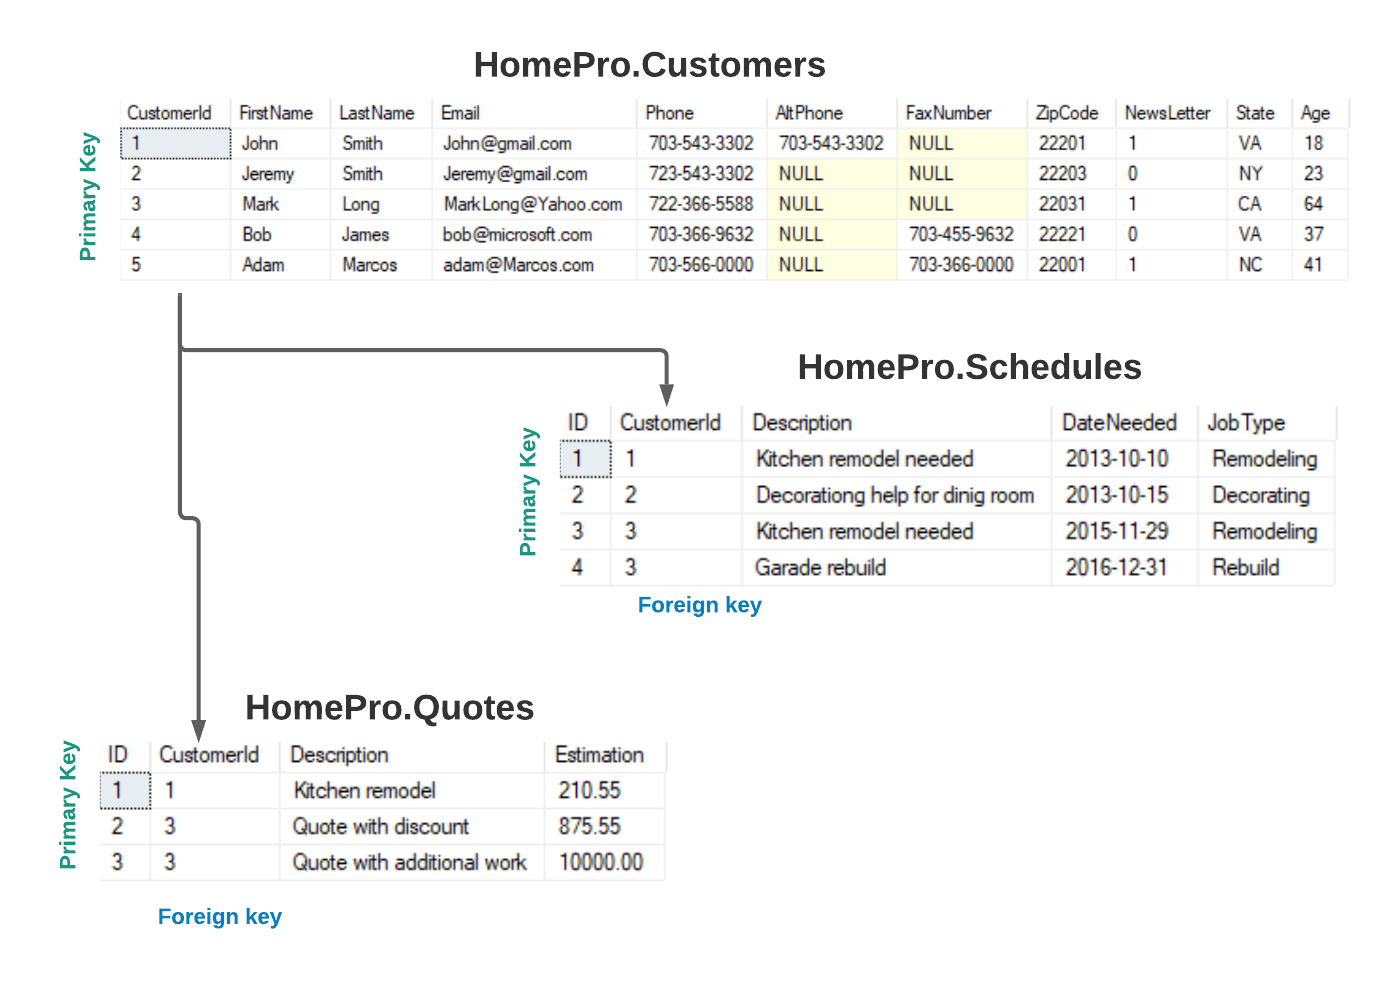 HomePro.Customers
CustomerId FirstName LastName Email Phone AltPhone FaxNumber ZipCode NewsLetter State Age
1 John Smith John@gmail.com 703-543-3302 703-543-3302 NULL 22201 1 VA 18
2 Jeremy Smith Jeremy@gmail.com 723-543-3302 NULL NULL 22203 0 NY 23
3 Mark Long MarkLong@Yahoo.com 722-366-5588 NULL NULL 22031 1 CA 64
4 Bob James bob@microsoft.com 703-366-9632 NULL 703-455-9632 22221 0 VA 37
5 Adam Marcos adam@Marcos.com 703-566-0000 NULL 703-366-0000 22001 1 NC 41
Primary Key
HomePro.Schedules
ID CustomerId Description DateNeeded JobType
1 1 Kitchen remodel needed 2013-10-10 Remodeling
2 2 Decorationg help for dinig room 2013-10-15 Decorating
3 3 Kitchen remodel needed 2015-11-29 Remodeling
4 3 Garade rebuild 2016-12-31 Rebuild
Primary Key
Foreign key
HomePro.Quotes
ID CustomerId Description Estimation
1 1 Kitchen remodel 210.55
2 3 Quote with discount 875.55
3 3 Quote with additional work 10000.00
Primary Key
Foreign key